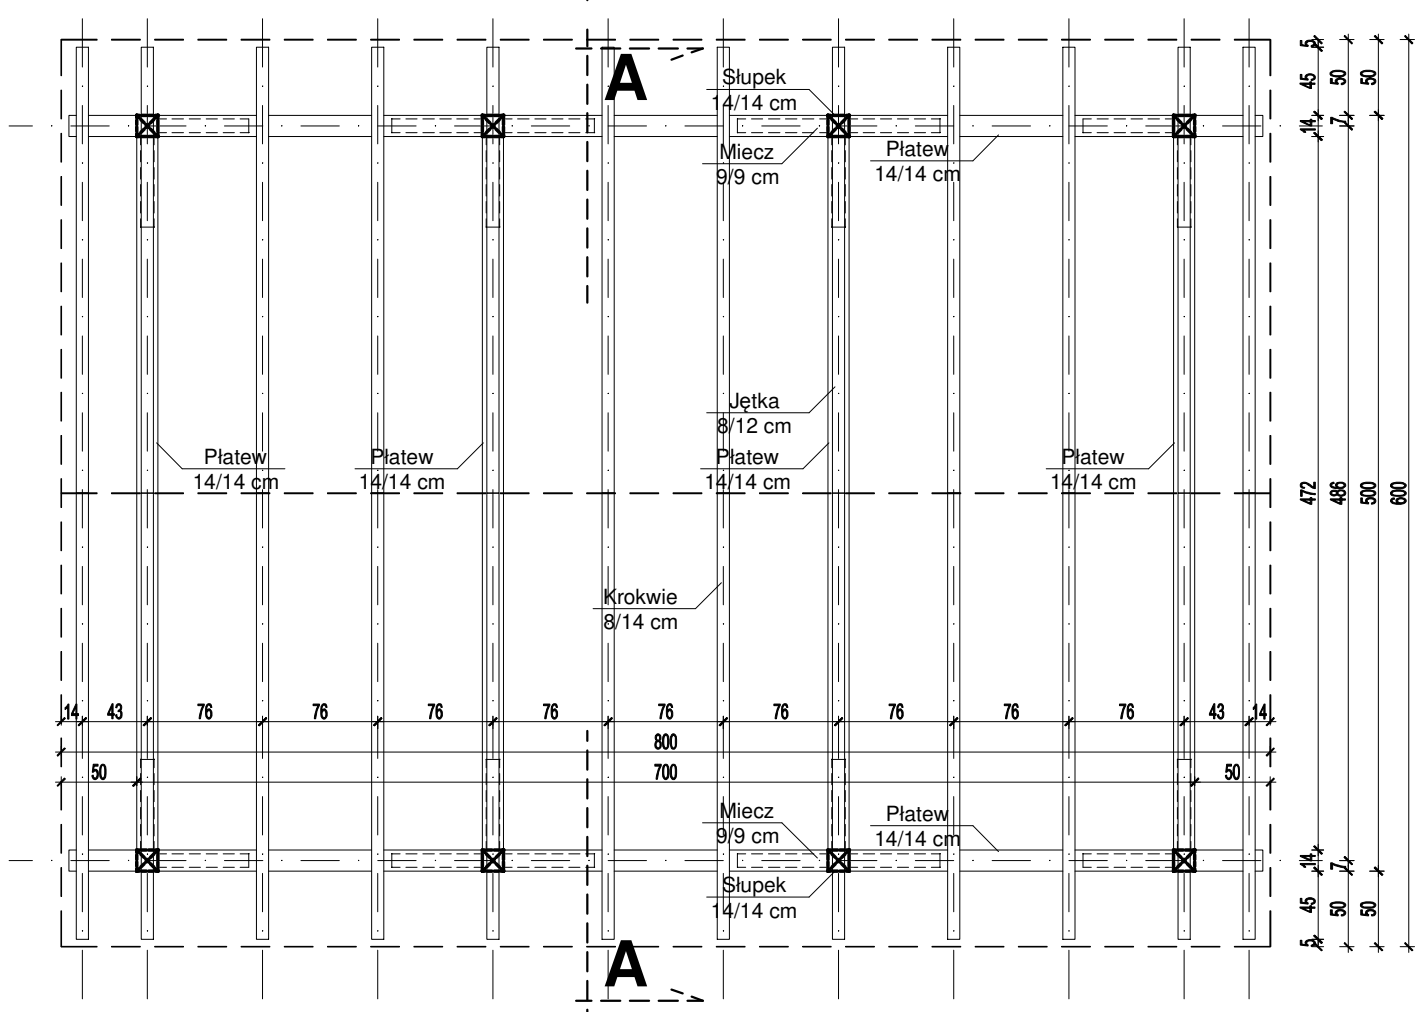 A
Słupek
14/14 cm
Miecz
9/9 cm
Płatew
14/14 cm
Jętka
8/12 cm
Płatew
14/14 cm
Płatew
14/14 cm
Płatew
14/14 cm
Płatew
14/14 cm
Krokwie
8/14 cm
14 43 76 76 76 76 76 76 76 76 76 43 14
800
50 700 50
Miecz
9/9 cm
Płatew
14/14 cm
Słupek
14/14 cm
A
5 45 14 472 14 45 5
50 7 486 7 50
50 500 50
600